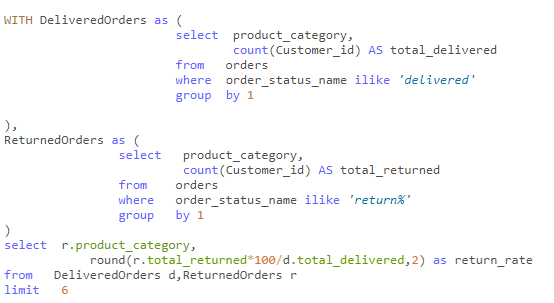 WITH DeliveredOrders as (
select product_category,
count(Customer_id) AS total_delivered
from orders
where order_status_name ilike 'delivered'
group by 1
),
ReturnedOrders as (
select product_category,
count(Customer_id) AS total_returned
from orders
where order_status_name ilike 'return%'
group by 1
)
select r.product_category,
round(r.total_returned*100/d.total_delivered,2) as return_rate
from DeliveredOrders d,ReturnedOrders r
limit 6